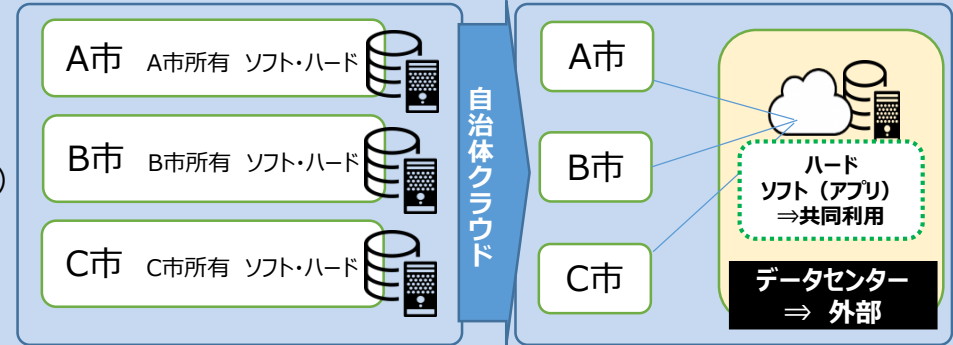 A市 A市所有 ソフト・ハード
B市 B市所有 ソフト・ハード
C市 C市所有 ソフト・ハード
)
自治体クラウド
A市
B市
C市
ハード
ソフト（アプリ）
⇒共同利用
データセンター
⇒ 外部